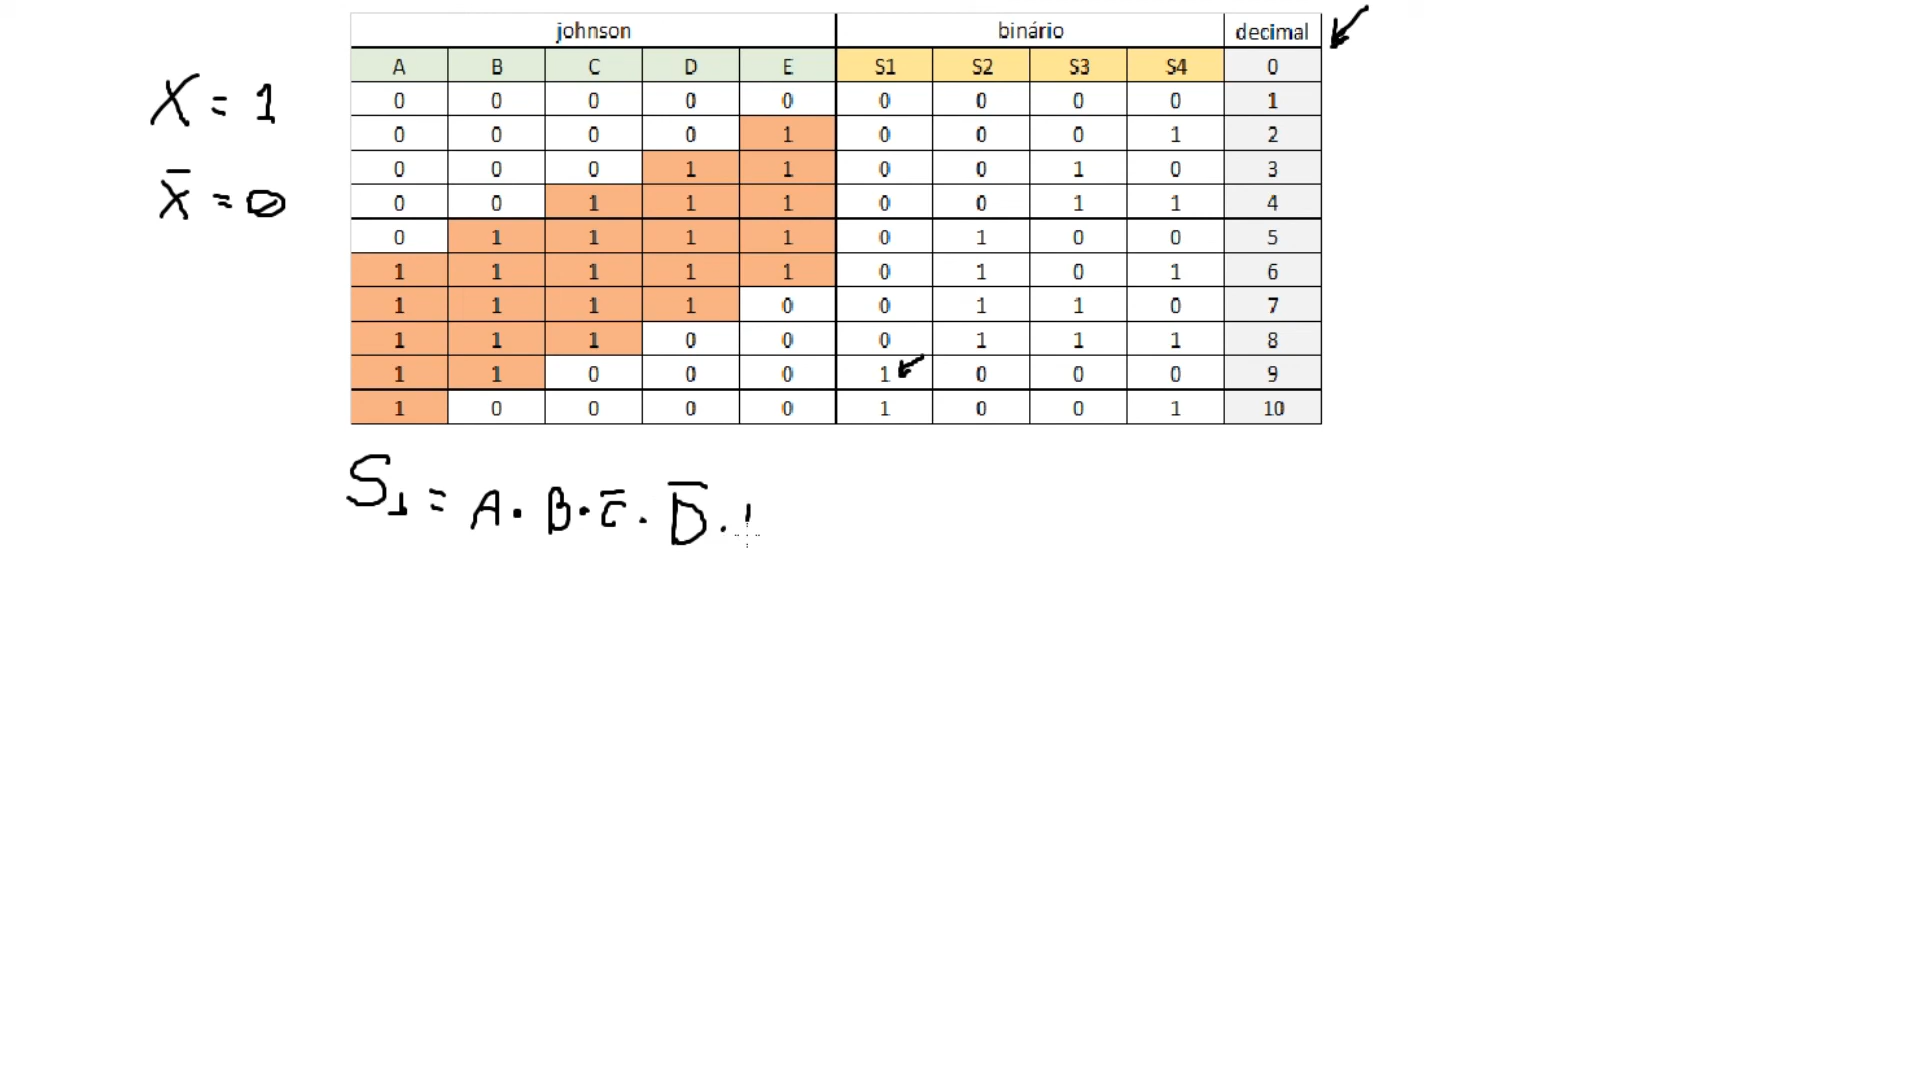 johnson binário decimal
A B C D E S1 S2 S3 S4 0
0 0 0 0 0 0 0 0 0 1
0 0 0 0 1 0 0 0 1 2
0 0 0 1 1 0 0 1 0 3
0 0 1 1 1 0 0 1 1 4
0 1 1 1 1 0 1 0 0 5
1 1 1 1 1 0 1 0 1 6
1 1 1 1 0 0 1 1 0 7
1 1 1 0 0 0 1 1 1 8
1 1 0 0 0 1 0 0 0 9
1 0 0 0 0 1 0 0 1 10
X = 1
X̄ = 0
S₁ = A · B · C̄ · D̄ ·